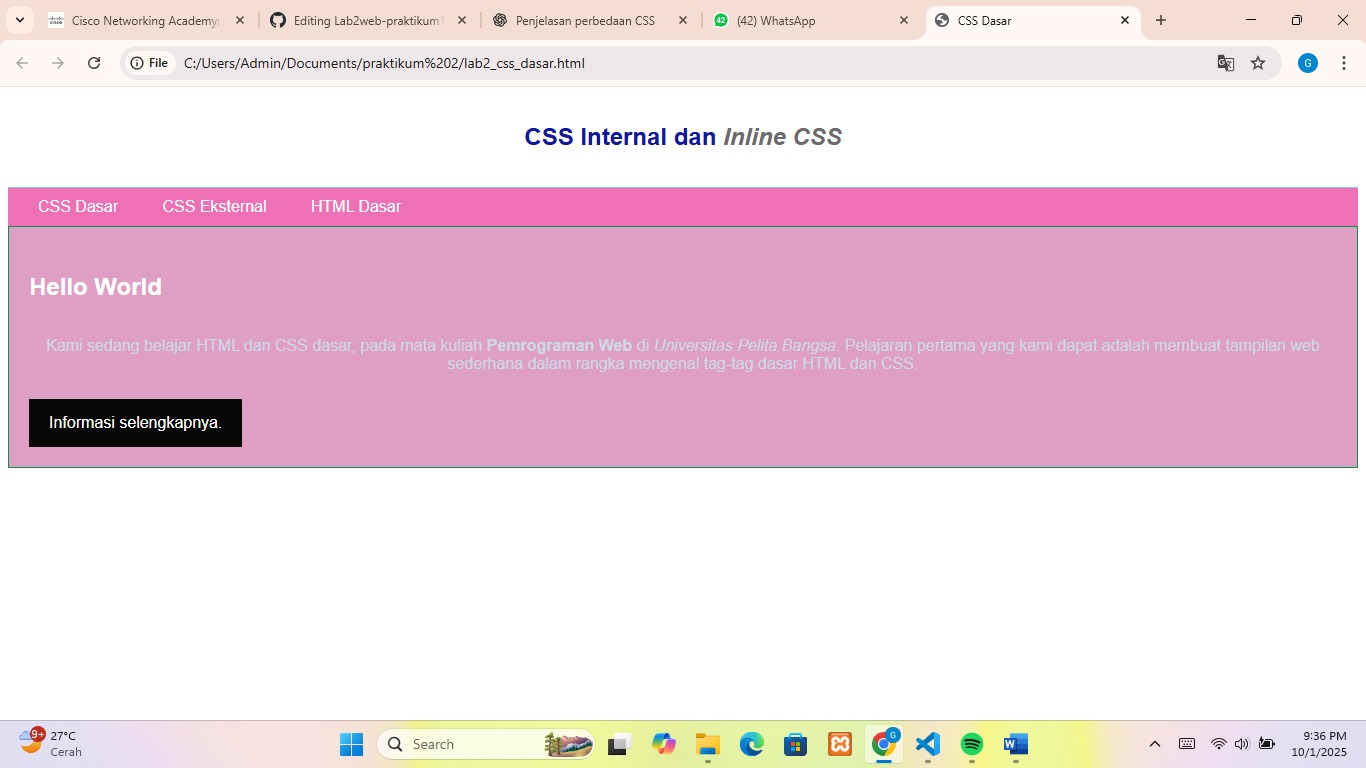 Cisco Networking Academy:
Editing Lab2web-praktikum1
Penjelasan perbedaan CSS
42
(42) WhatsApp
CSS Dasar
File
C:/Users/Admin/Documents/praktikum%202/lab2_css_dasar.html
G
CSS Internal dan Inline CSS
CSS Dasar
CSS Eksternal
HTML Dasar
Hello World
Kami sedang belajar HTML dan CSS dasar, pada mata kuliah Pemrograman Web di Universitas Pelita Bangsa. Pelajaran pertama yang kami dapat adalah membuat tampilan web
sederhana dalam rangka mengenal tag-tag dasar HTML dan CSS.
Informasi selengkapnya.
9+
27°C
Cerah
Search
G
9:36 PM
10/1/2025